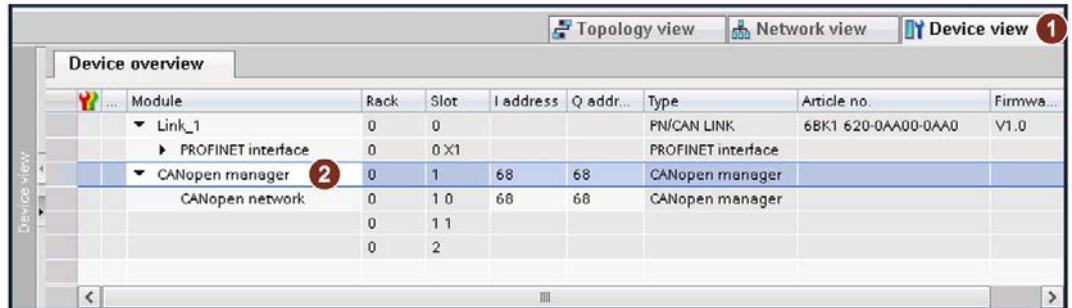 Topology view Network view Device view 1
Device overview
... Module Rack Slot I address Q addr... Type Article no. Firmwa...
Link_1 0 0 PN/CAN LINK 6BK1 620-0AA00-0AA0 V1.0
PROFINET interface 0 0 X1 PROFINET interface
CANopen manager 2 0 1 68 68 CANopen manager
CANopen network 0 1 0 68 68 CANopen manager
0 1 1
0 2
Device view